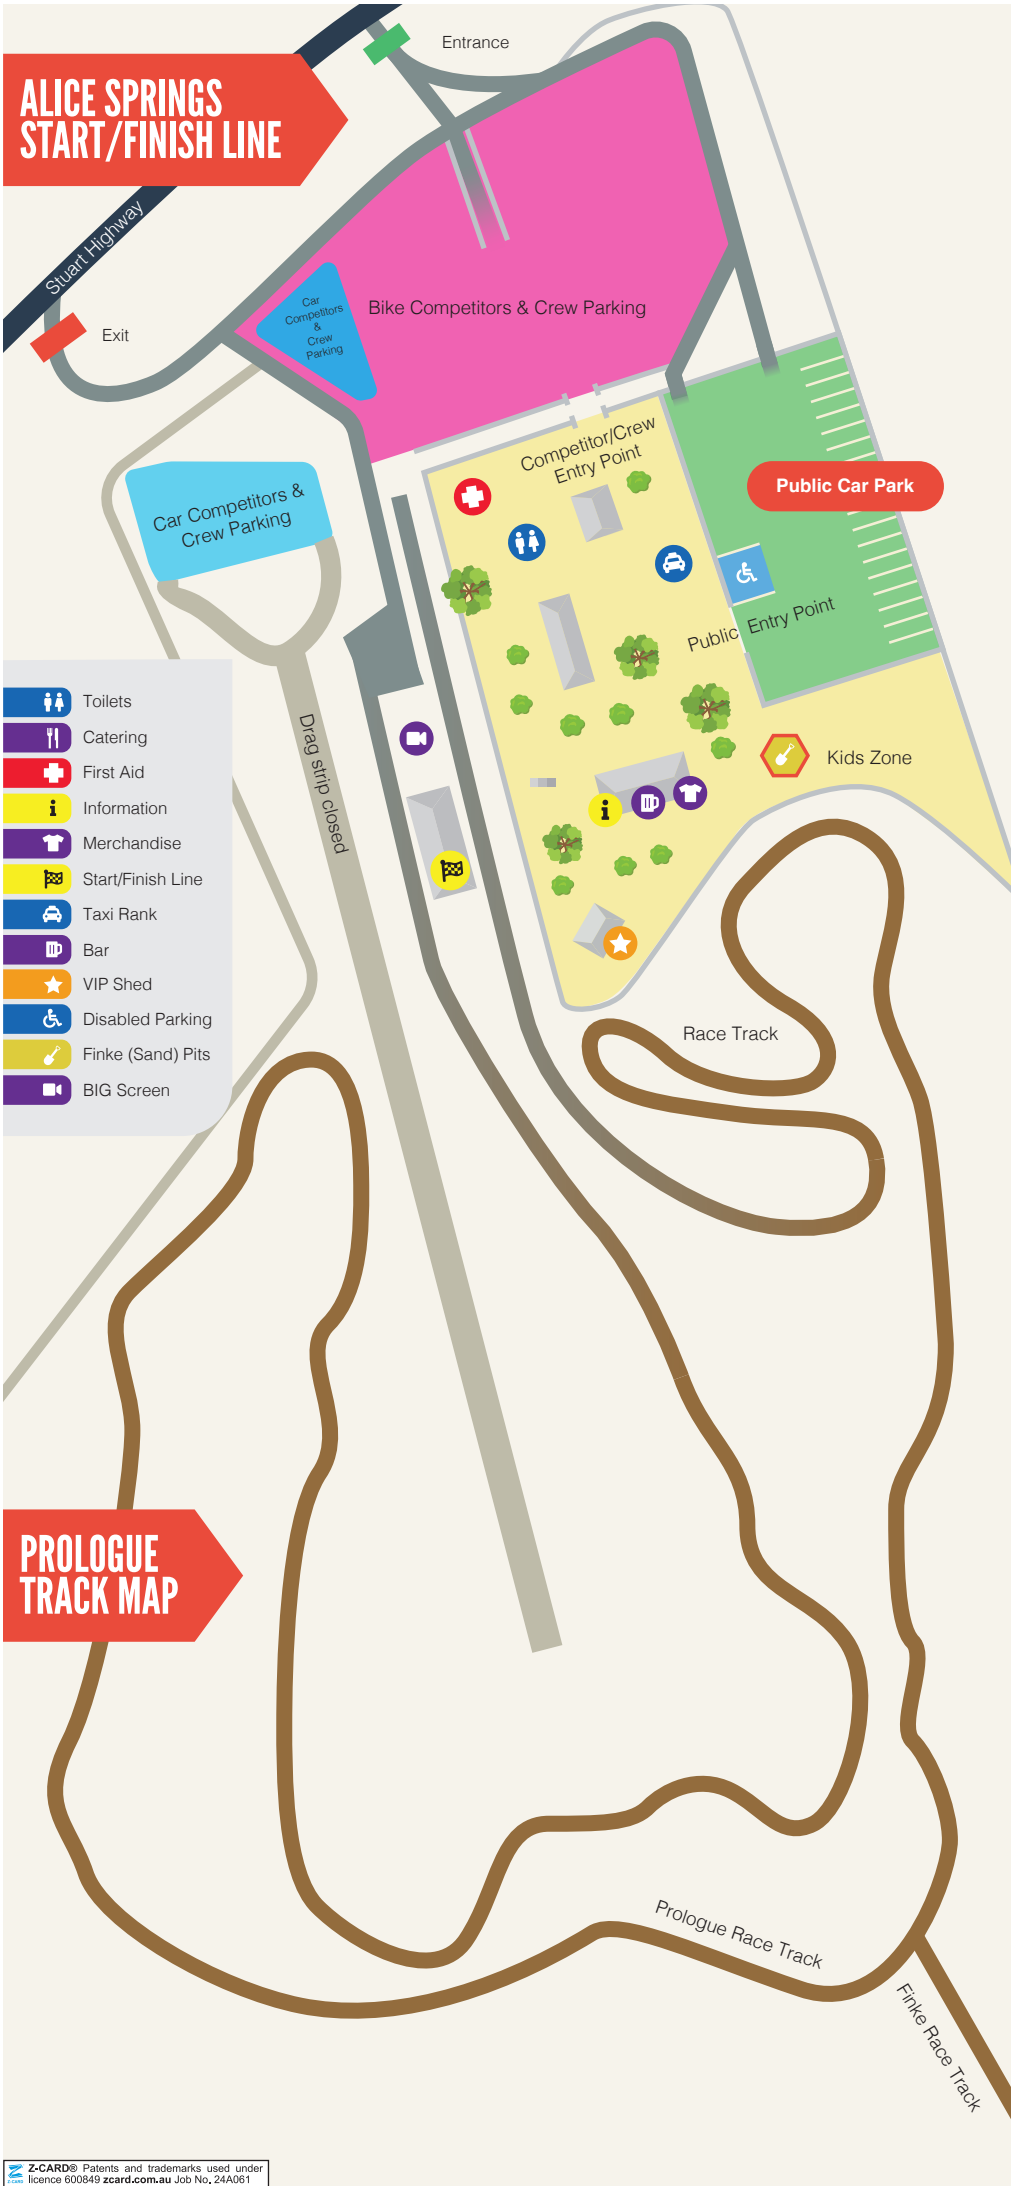 Entrance
ALICE SPRINGS
START/FINISH LINE
Stuart Highway
Exit
Car
Competitors
&
Crew
Parking
Bike Competitors & Crew Parking
Competitor/Crew
Entry Point
Public Car Park
Car Competitors &
Crew Parking
Public Entry Point
Toilets
Catering
First Aid
Information
Merchandise
Start/Finish Line
Taxi Rank
Bar
VIP Shed
Disabled Parking
Finke (Sand) Pits
BIG Screen
Drag strip closed
Kids Zone
Race Track
PROLOGUE
TRACK MAP
Prologue Race Track
Finke Race Track
Z-CARD
Z-CARD® Patents and trademarks used under
licence 600849 zcard.com.au Job No. 24A061